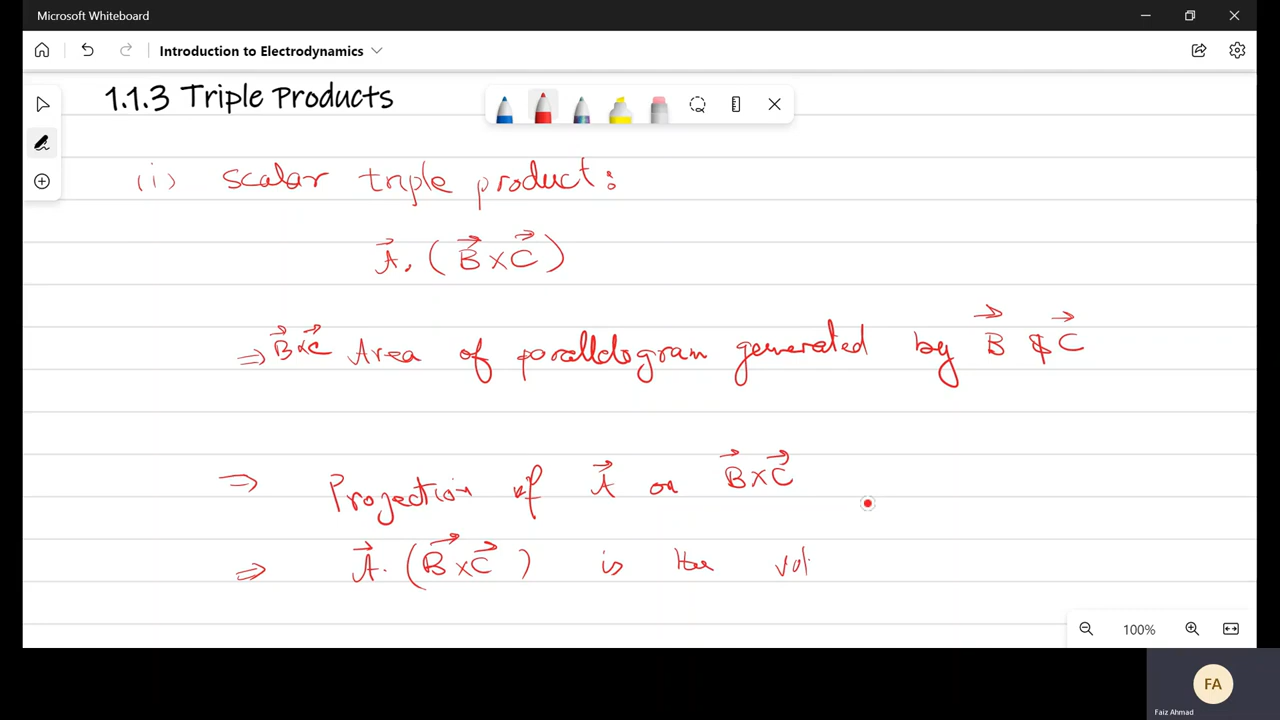 Microsoft Whiteboard
Introduction to Electrodynamics
1.1.3 Triple Products
(i) scalar triple product:
A⃗. (B⃗×C⃗)
⇒ B⃗×C⃗ Area of parallelogram generated by B⃗ & C⃗
⇒ Projection of A⃗ on B⃗×C⃗
⇒ A⃗. (B⃗×C⃗) is the vol
100%
FA
Faiz Ahmad